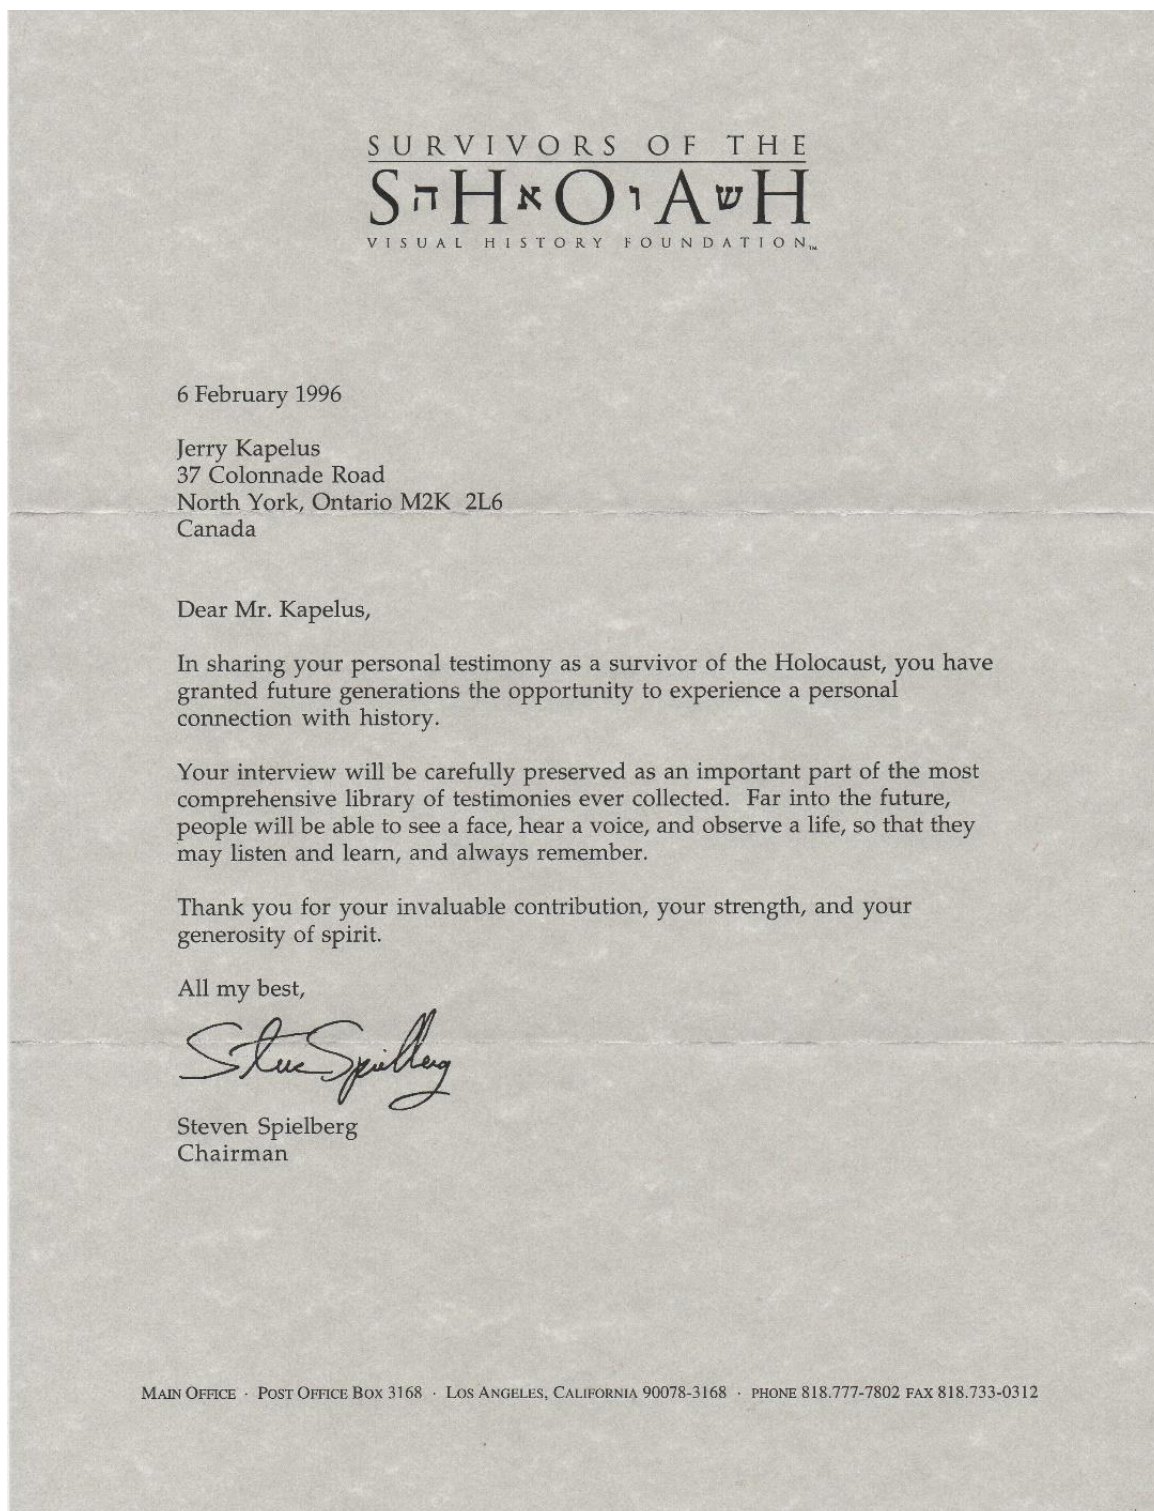 SURVIVORS OF THE
SהHאOוAשH
VISUAL HISTORY FOUNDATION™
6 February 1996
Jerry Kapelus
37 Colonnade Road
North York, Ontario M2K 2L6
Canada
Dear Mr. Kapelus,
In sharing your personal testimony as a survivor of the Holocaust, you have
granted future generations the opportunity to experience a personal
connection with history.
Your interview will be carefully preserved as an important part of the most
comprehensive library of testimonies ever collected. Far into the future,
people will be able to see a face, hear a voice, and observe a life, so that they
may listen and learn, and always remember.
Thank you for your invaluable contribution, your strength, and your
generosity of spirit.
All my best,
Steven Spielberg
Steven Spielberg
Chairman
MAIN OFFICE · POST OFFICE BOX 3168 · LOS ANGELES, CALIFORNIA 90078-3168 · PHONE 818.777-7802 FAX 818.733-0312